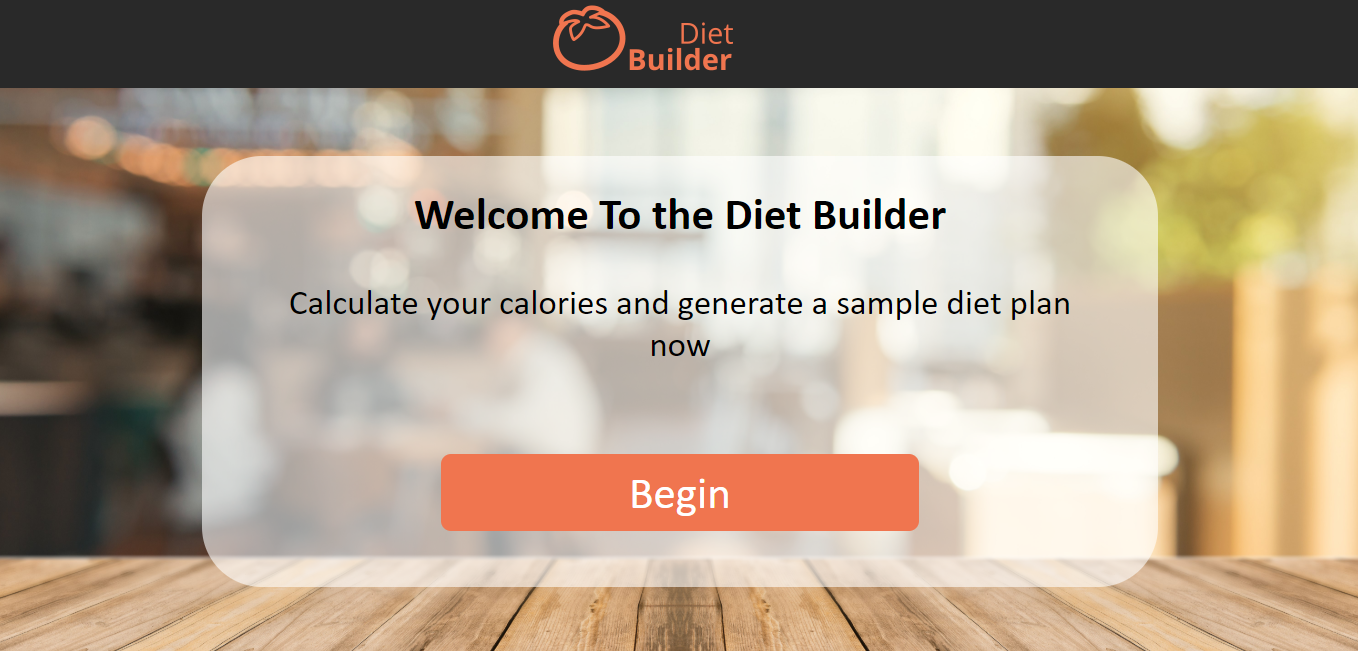 Diet
Builder
Welcome To the Diet Builder
Calculate your calories and generate a sample diet plan
now
Begin